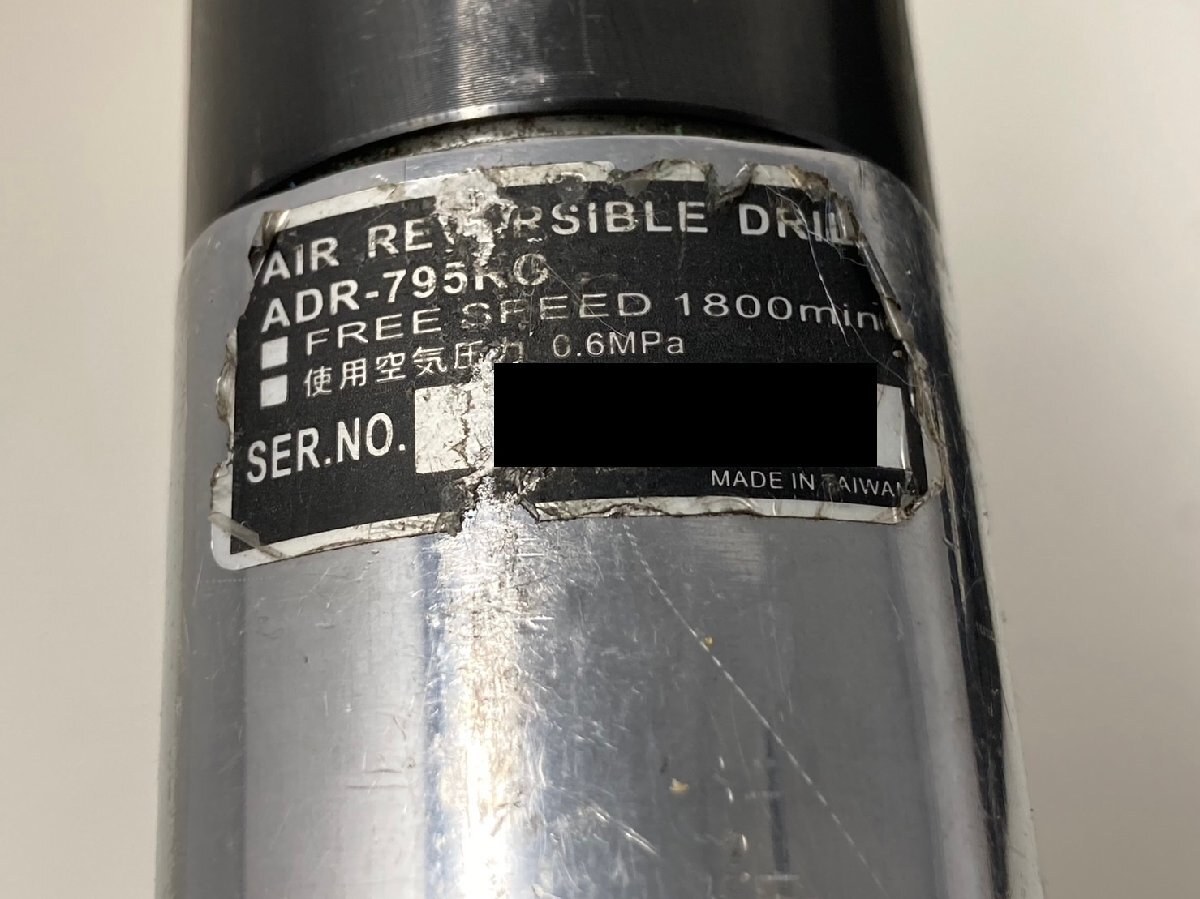 AIR REVERSIBLE DRILL
ADR-795KG
FREE SPEED 1800min
使用空気圧力 0.6MPa
SER.NO.
MADE IN TAIWAN